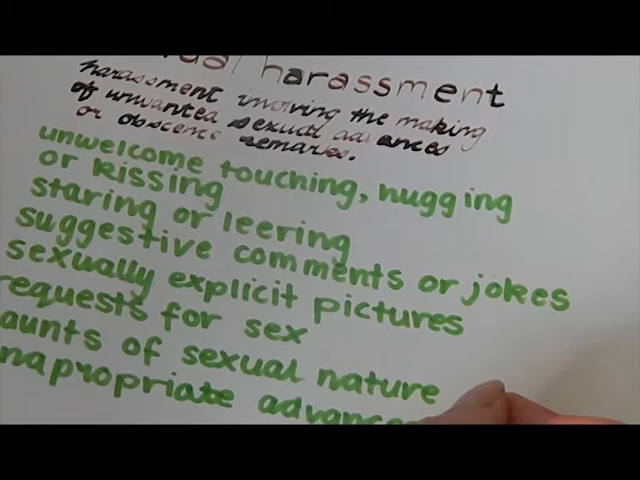 harassment
harassment involving the making
of unwanted sexual advances
or obscene remarks.
unwelcome touching, hugging
or kissing
staring or leering
suggestive comments or jokes
sexually explicit pictures
requests for sex
aunts of sexual nature
napropriate advances